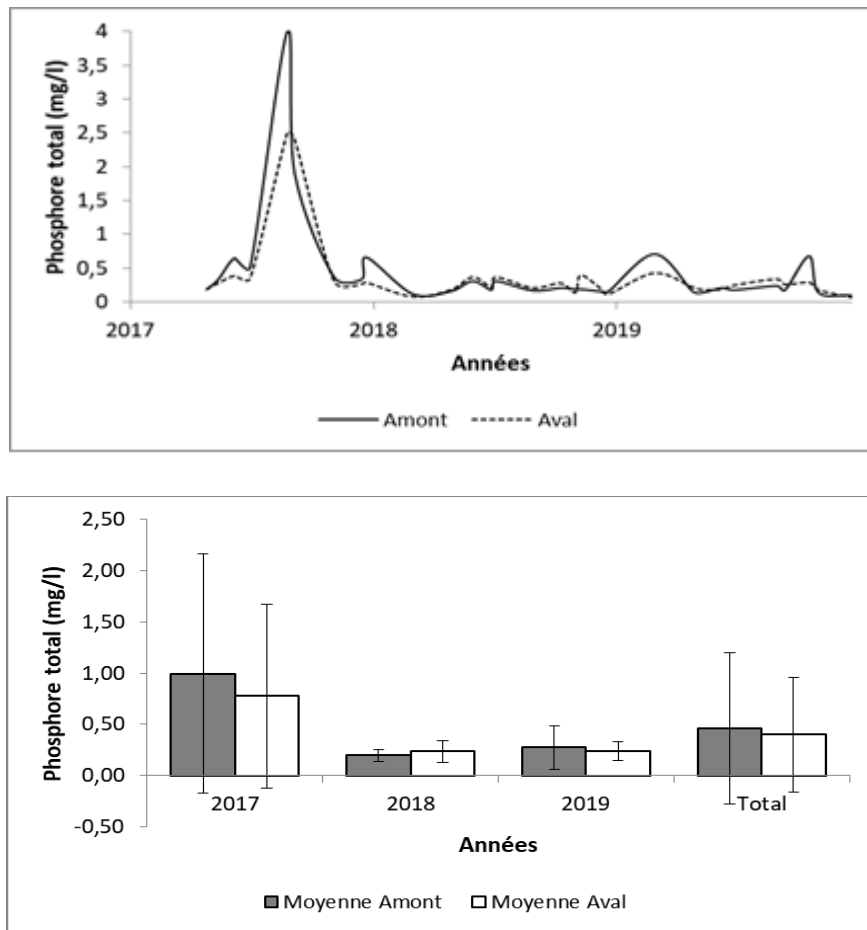 Phosphore total (mg/l)
4
3,5
3
2,5
2
1,5
1
0,5
0
2017 2018 2019
Années
Amont Aval
Phosphore total (mg/l)
2,50
2,00
1,50
1,00
0,50
0,00
-0,50
2017 2018 2019 Total
Années
Moyenne Amont Moyenne Aval